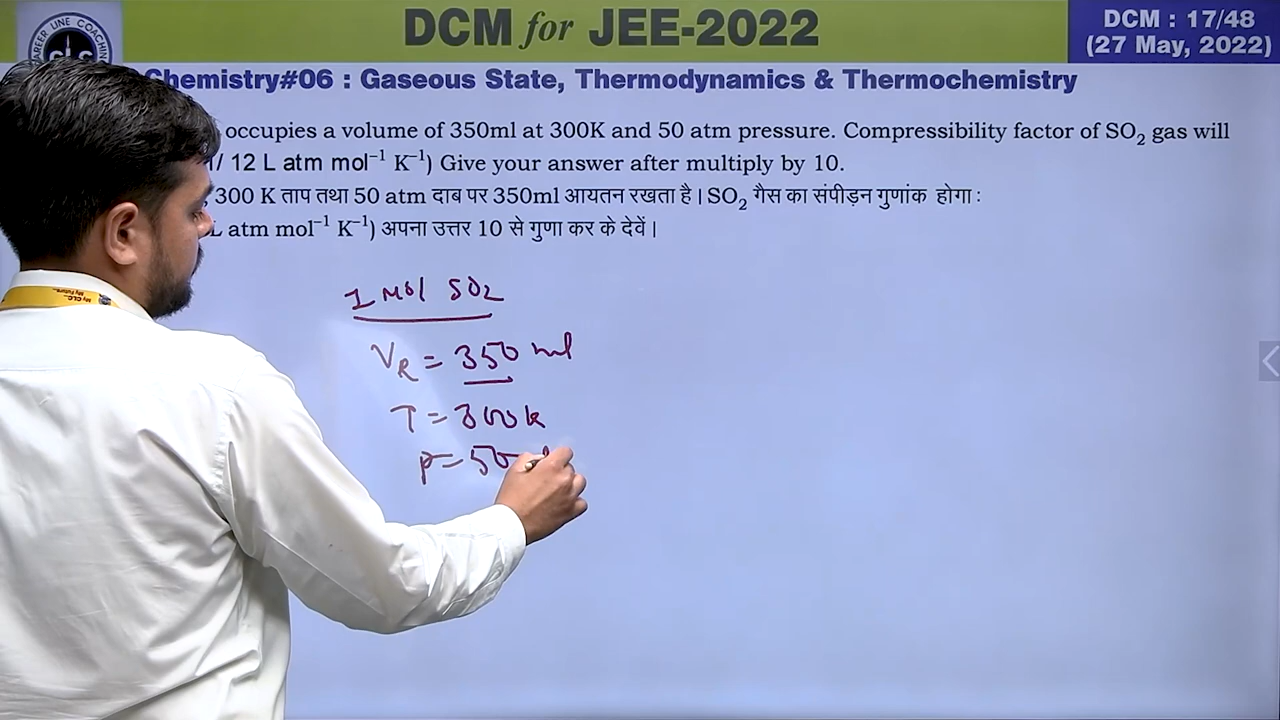 DCM for JEE-2022
DCM : 17/48
(27 May, 2022)
Chemistry#06 : Gaseous State, Thermodynamics & Thermochemistry
occupies a volume of 350ml at 300K and 50 atm pressure. Compressibility factor of SO₂ gas will
/ 12 L atm mol⁻¹ K⁻¹) Give your answer after multiply by 10.
300 K ताप तथा 50 atm दाब पर 350ml आयतन रखता है। SO₂ गैस का संपीड़न गुणांक होगा :
L atm mol⁻¹ K⁻¹) अपना उत्तर 10 से गुणा कर के देवें।
1 Mol SO₂
V_R = 350 ml
T = 300 k
P = 50